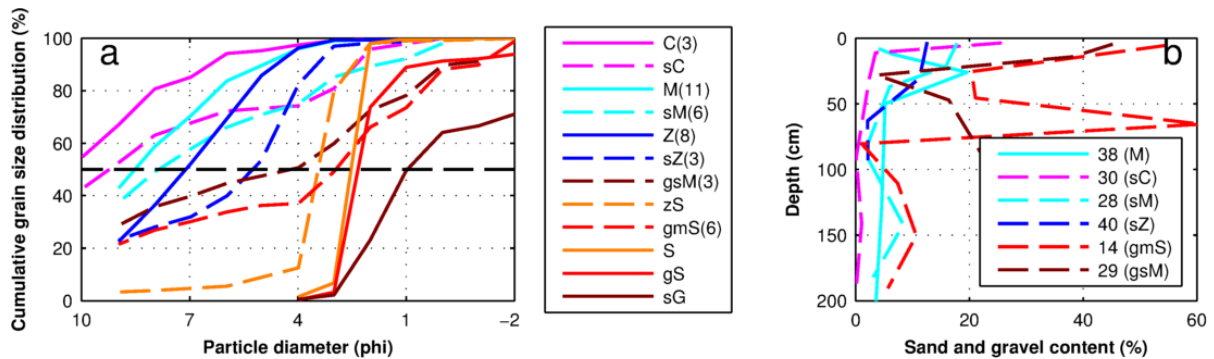 a
Cumulative grain size distribution (%)
100
80
60
40
20
0
10
7
4
1
−2
Particle diameter (phi)
C(3)
sC
M(11)
sM(6)
Z(8)
sZ(3)
gsM(3)
zS
gmS(6)
S
gS
sG
b
Depth (cm)
0
50
100
150
200
0
20
40
60
Sand and gravel content (%)
38 (M)
30 (sC)
28 (sM)
40 (sZ)
14 (gmS)
29 (gsM)